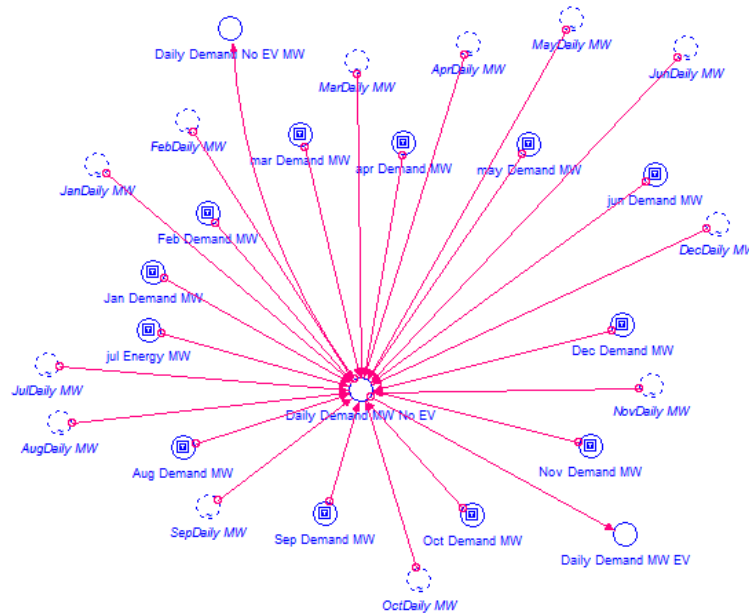 MayDaily MW
Daily Demand No EV MW
AprDaily MW
JunDaily MW
MarDaily MW
FebDaily MW
mar Demand MW
apr Demand MW
may Demand MW
JanDaily MW
jun Demand MW
Feb Demand MW
DecDaily MW
Jan Demand MW
jul Energy MW
Dec Demand MW
JulDaily MW
Daily Demand MW No EV
NovDaily MW
AugDaily MW
Aug Demand MW
Nov Demand MW
SepDaily MW
Sep Demand MW
Oct Demand MW
Daily Demand MW EV
OctDaily MW